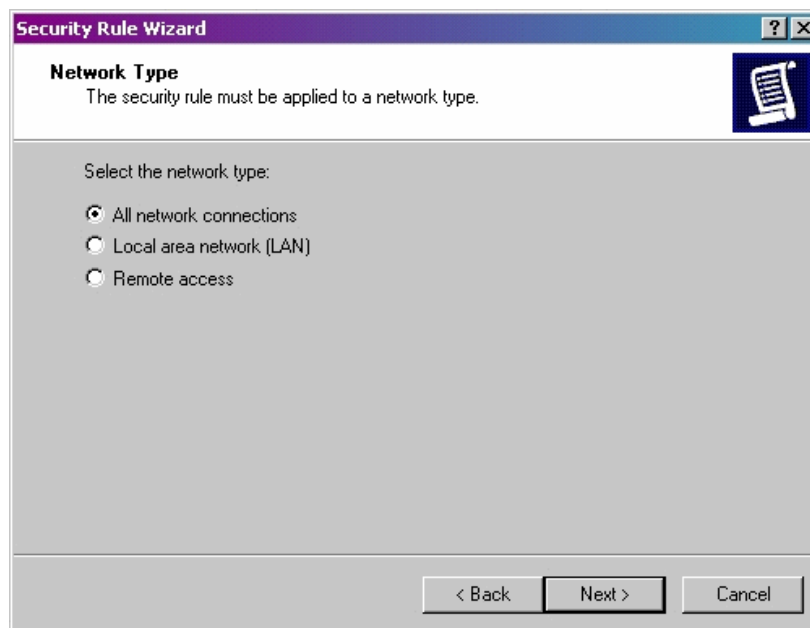 Security Rule Wizard
Network Type
The security rule must be applied to a network type.
Select the network type:
All network connections
Local area network (LAN)
Remote access
< Back Next > Cancel